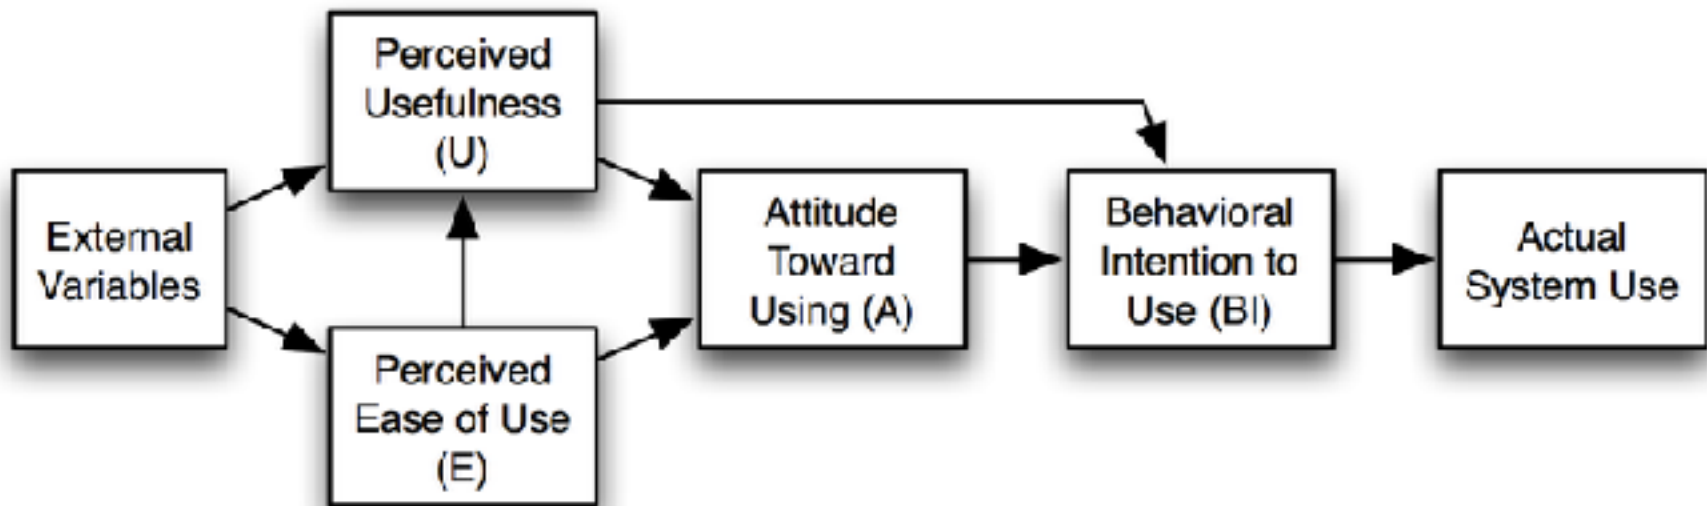 External
Variables
Perceived
Usefulness
(U)
Perceived
Ease of Use
(E)
Attitude
Toward
Using (A)
Behavioral
Intention to
Use (BI)
Actual
System Use